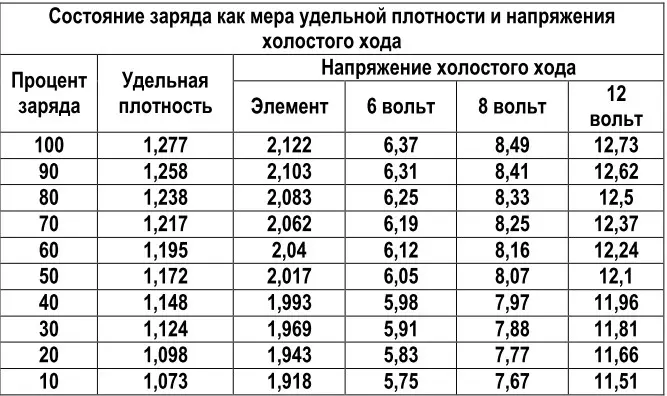 Состояние заряда как мера удельной плотности и напряжения
холостого хода
Процент
заряда
Удельная
плотность
Напряжение холостого хода
Элемент 6 вольт 8 вольт 12
вольт
100 1,277 2,122 6,37 8,49 12,73
90 1,258 2,103 6,31 8,41 12,62
80 1,238 2,083 6,25 8,33 12,5
70 1,217 2,062 6,19 8,25 12,37
60 1,195 2,04 6,12 8,16 12,24
50 1,172 2,017 6,05 8,07 12,1
40 1,148 1,993 5,98 7,97 11,96
30 1,124 1,969 5,91 7,88 11,81
20 1,098 1,943 5,83 7,77 11,66
10 1,073 1,918 5,75 7,67 11,51